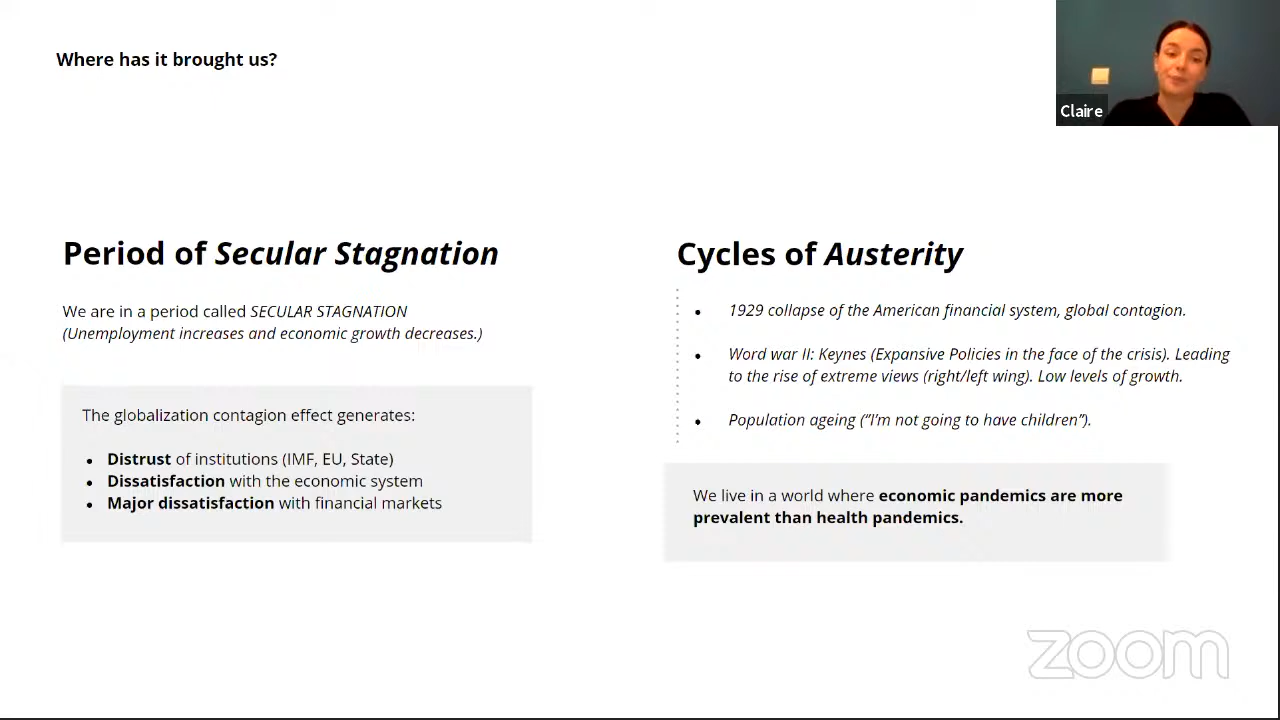 Where has it brought us?
Claire
Period of Secular Stagnation
We are in a period called SECULAR STAGNATION
(Unemployment increases and economic growth decreases.)
The globalization contagion effect generates:
• Distrust of institutions (IMF, EU, State)
• Dissatisfaction with the economic system
• Major dissatisfaction with financial markets
Cycles of Austerity
• 1929 collapse of the American financial system, global contagion.
• Word war II: Keynes (Expansive Policies in the face of the crisis). Leading
to the rise of extreme views (right/left wing). Low levels of growth.
• Population ageing (“I’m not going to have children”).
We live in a world where economic pandemics are more
prevalent than health pandemics.
zoom